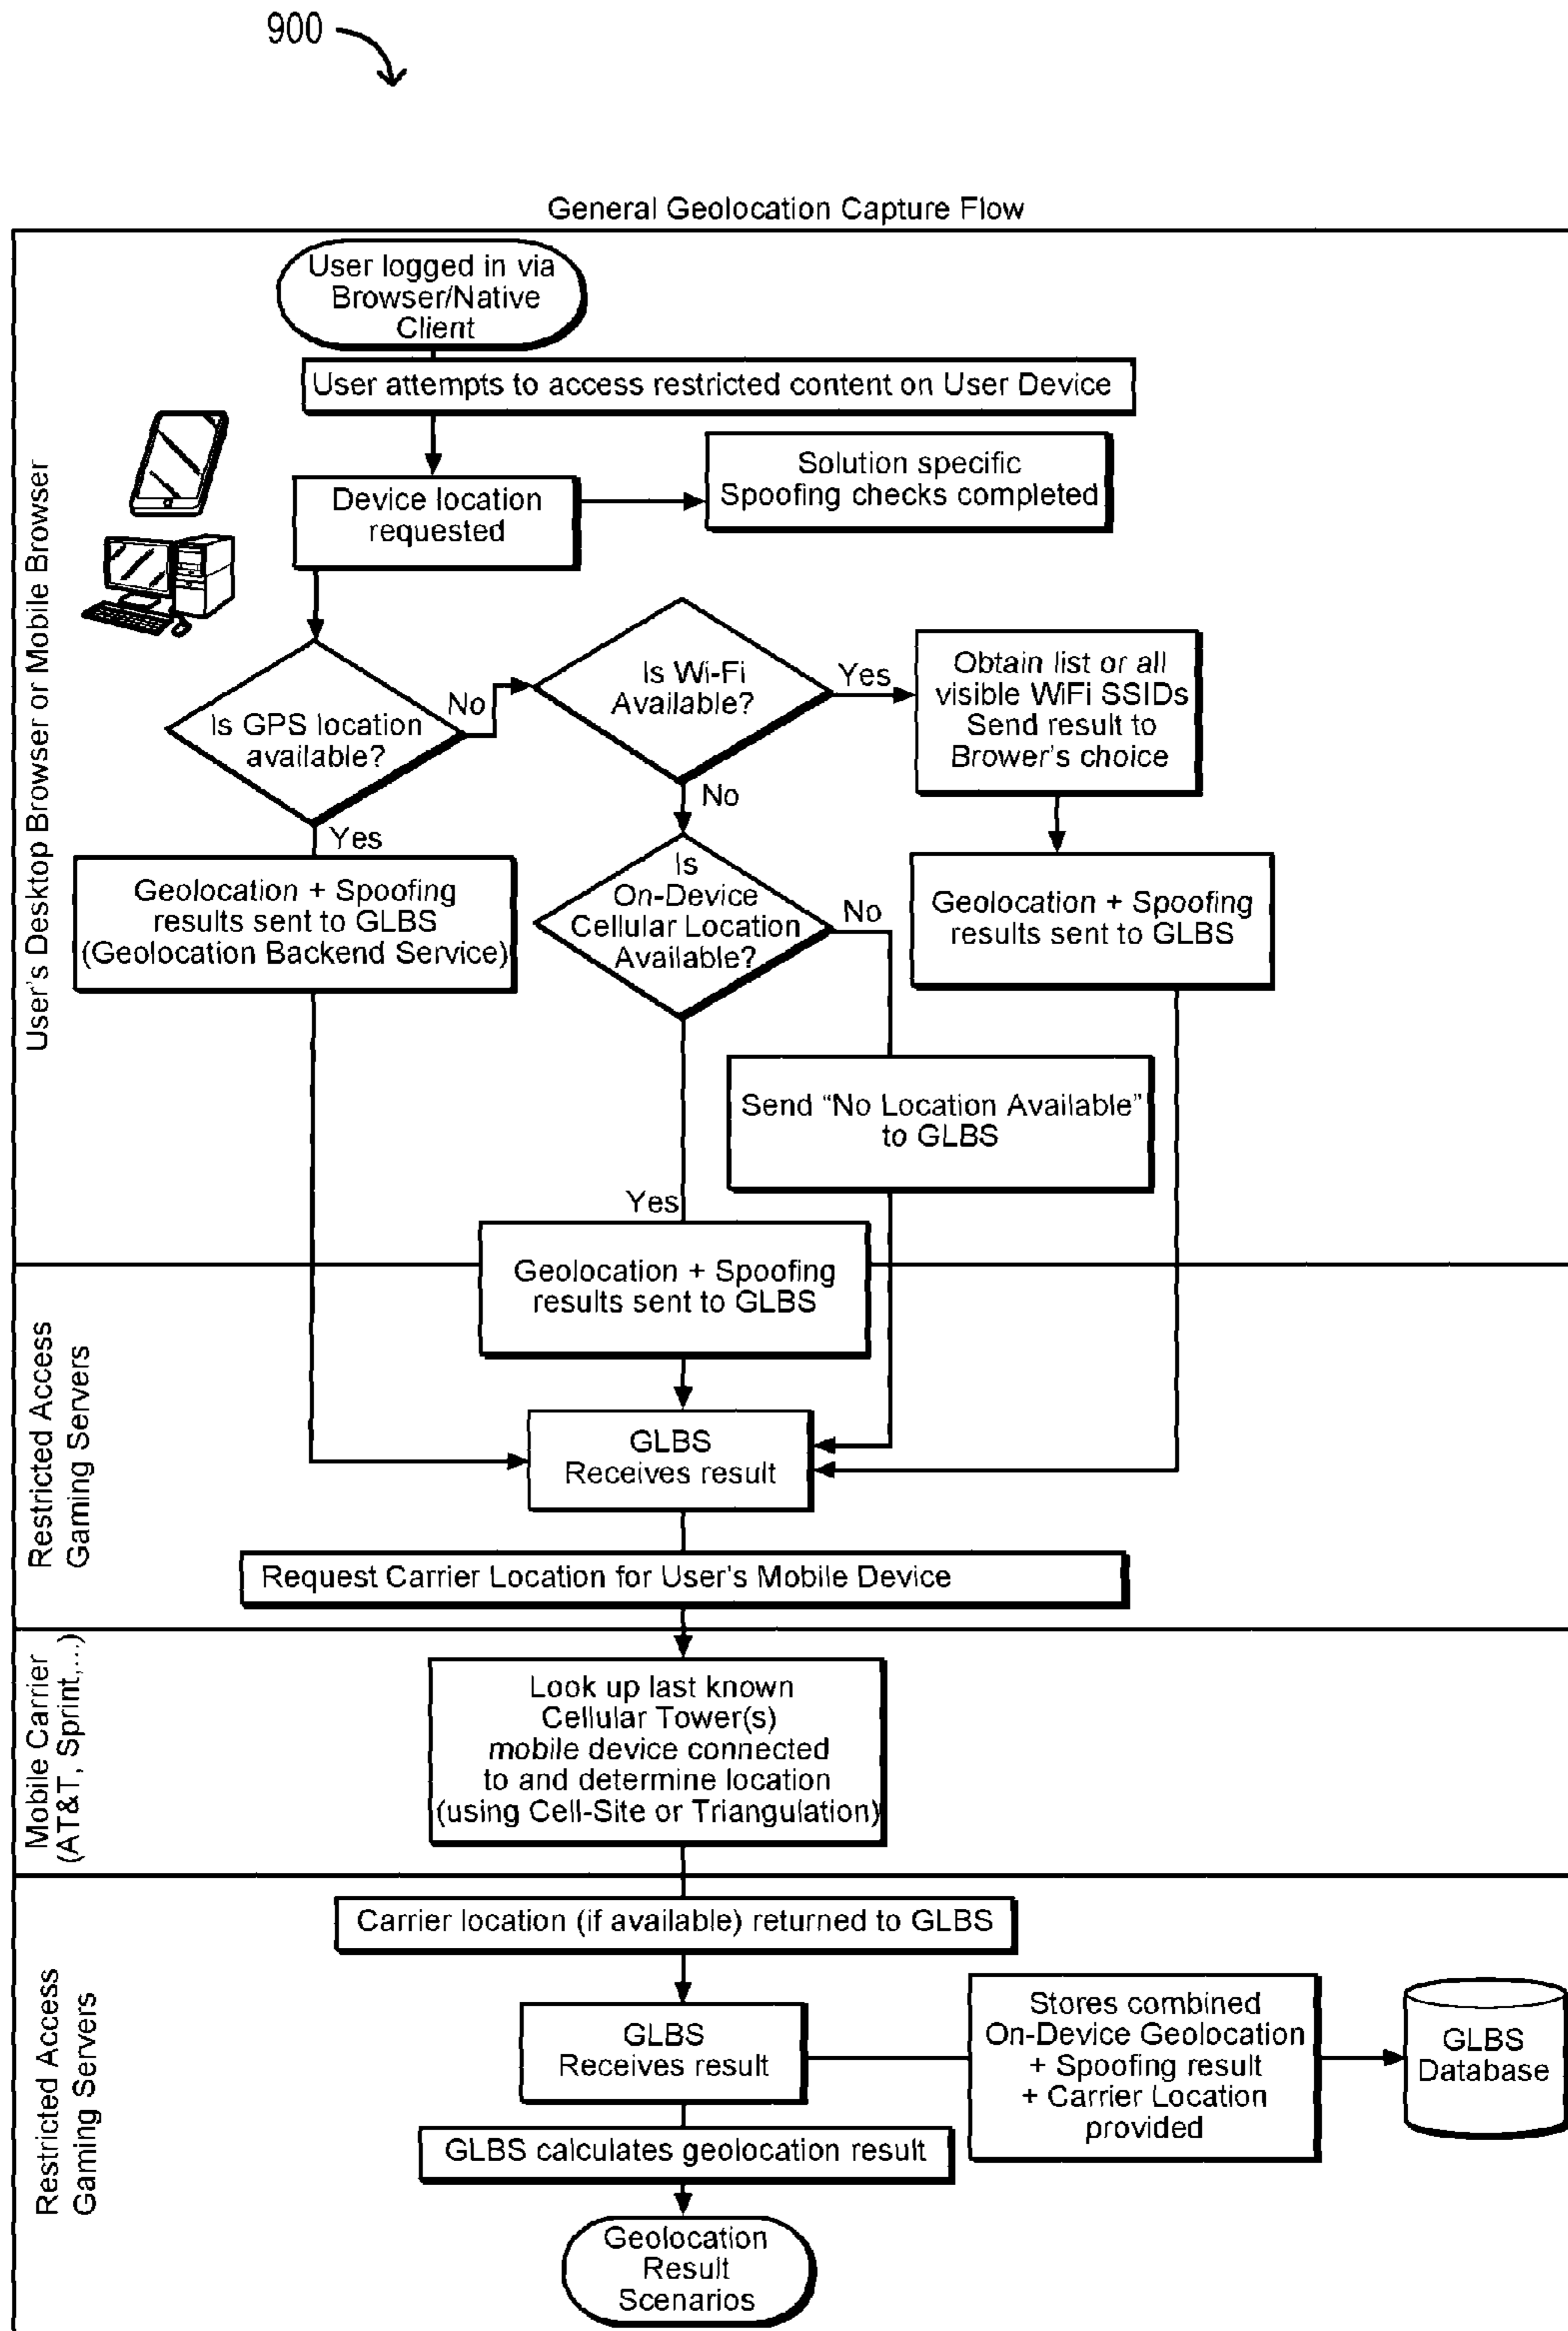 900
General Geolocation Capture Flow
User's Desktop Browser or Mobile Browser
User logged in via
Browser/Native
Client
User attempts to access restricted content on User Device
Device location
requested
Solution specific
Spoofing checks completed
Is GPS location
available?
No
Is Wi-Fi
Available?
Yes
Obtain list or all
visible WiFi SSIDs
Send result to
Brower's choice
Yes
No
Geolocation + Spoofing
results sent to GLBS
(Geolocation Backend Service)
Is
On-Device
Cellular Location
Available?
No
Geolocation + Spoofing
results sent to GLBS
Send “No Location Available”
to GLBS
Yes
Geolocation + Spoofing
results sent to GLBS
Restricted Access
Gaming Servers
GLBS
Receives result
Request Carrier Location for User's Mobile Device
Mobile Carrier
(AT&T, Sprint,...)
Look up last known
Cellular Tower(s)
mobile device connected
to and determine location
(using Cell-Site or Triangulation)
Restricted Access
Gaming Servers
Carrier location (if available) returned to GLBS
GLBS
Receives result
Stores combined
On-Device Geolocation
+ Spoofing result
+ Carrier Location
provided
GLBS
Database
GLBS calculates geolocation result
Geolocation
Result
Scenarios